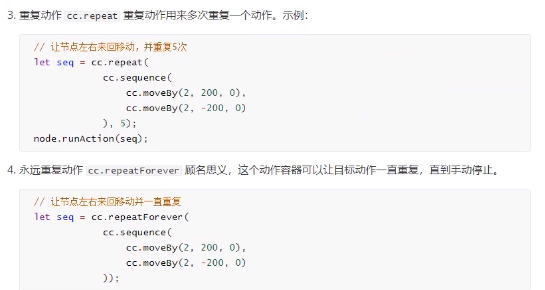 3. 重复动作 cc.repeat 重复动作用来多次重复一个动作。示例：
// 让节点左右来回移动，并重复5次
let seq = cc.repeat(
cc.sequence(
cc.moveBy(2, 200, 0),
cc.moveBy(2, -200, 0)
), 5);
node.runAction(seq);
4. 永远重复动作 cc.repeatForever 顾名思义，这个动作容器可以让目标动作一直重复，直到手动停止。
// 让节点左右来回移动并一直重复
let seq = cc.repeatForever(
cc.sequence(
cc.moveBy(2, 200, 0),
cc.moveBy(2, -200, 0)
));